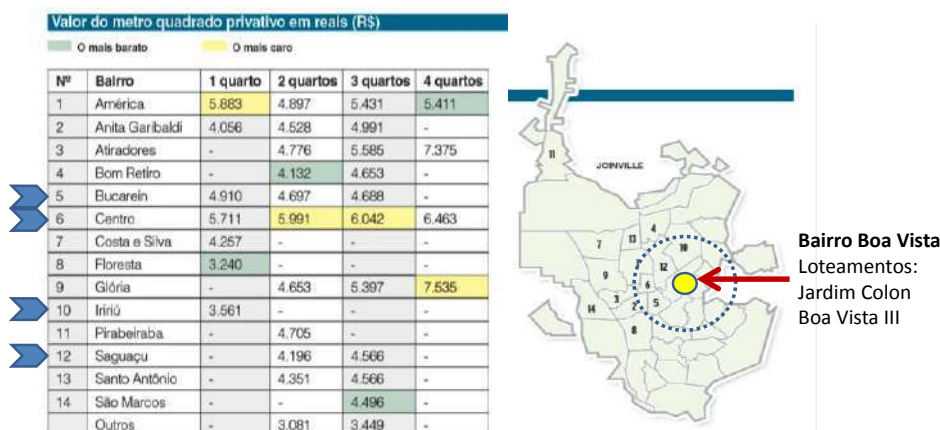 Valor do metro quadrado privativo em reais (R$)
O mais barato O mais caro
Nº Bairro 1 quarto 2 quartos 3 quartos 4 quartos
1 América 5.883 4.897 5.431 5.411
2 Anita Garibaldi 4.056 4.528 4.991 -
3 Atiradores - 4.776 5.585 7.375
4 Bom Retiro - 4.132 4.653 -
5 Bucarein 4.910 4.697 4.688 -
6 Centro 5.711 5.991 6.042 6.463
7 Costa e Silva 4.257 - - -
8 Floresta 3.240 - - -
9 Glória - 4.653 5.397 7.535
10 Iririú 3.561 - - -
11 Pirabeiraba - 4.705 - -
12 Saguaçu - 4.196 4.566 -
13 Santo Antônio - 4.351 4.566 -
14 São Marcos - - 4.496 -
Outros - 3.081 3.449 -
11
JOINVILLE
4
7 13 10
9 12
6
14 3 2 5
8
Bairro Boa Vista
Loteamentos:
Jardim Colon
Boa Vista III